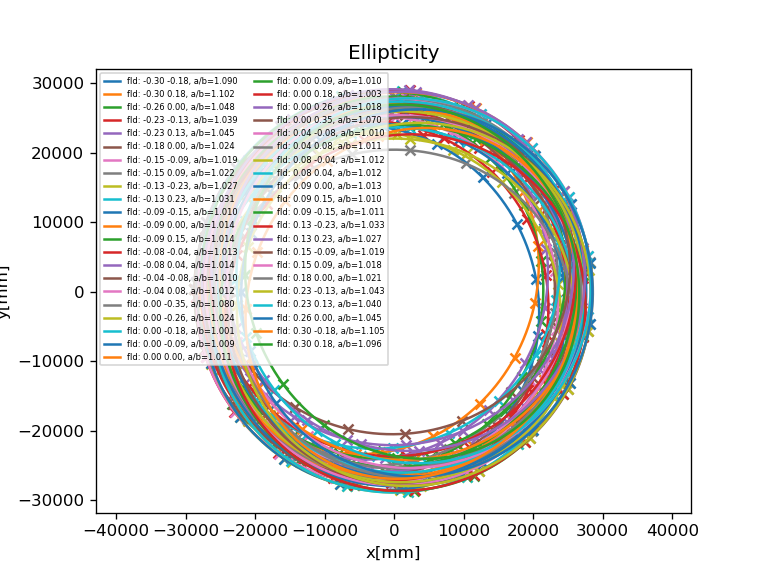 Ellipticity
30000
20000
10000
0
−10000
−20000
−30000
y[mm]
fld: -0.30 -0.18, a/b=1.090
fld: -0.30 0.18, a/b=1.102
fld: -0.26 0.00, a/b=1.048
fld: -0.23 -0.13, a/b=1.039
fld: -0.23 0.13, a/b=1.045
fld: -0.18 0.00, a/b=1.024
fld: -0.15 -0.09, a/b=1.019
fld: -0.15 0.09, a/b=1.022
fld: -0.13 -0.23, a/b=1.027
fld: -0.13 0.23, a/b=1.031
fld: -0.09 -0.15, a/b=1.010
fld: -0.09 0.00, a/b=1.014
fld: -0.09 0.15, a/b=1.014
fld: -0.08 -0.04, a/b=1.013
fld: -0.08 0.04, a/b=1.014
fld: -0.04 -0.08, a/b=1.010
fld: -0.04 0.08, a/b=1.012
fld: 0.00 -0.35, a/b=1.080
fld: 0.00 -0.26, a/b=1.024
fld: 0.00 -0.18, a/b=1.001
fld: 0.00 -0.09, a/b=1.009
fld: 0.00 0.00, a/b=1.011
fld: 0.00 0.09, a/b=1.010
fld: 0.00 0.18, a/b=1.003
fld: 0.00 0.26, a/b=1.018
fld: 0.00 0.35, a/b=1.070
fld: 0.04 -0.08, a/b=1.010
fld: 0.04 0.08, a/b=1.011
fld: 0.08 -0.04, a/b=1.012
fld: 0.08 0.04, a/b=1.012
fld: 0.09 0.00, a/b=1.013
fld: 0.09 0.15, a/b=1.010
fld: 0.09 -0.15, a/b=1.011
fld: 0.13 -0.23, a/b=1.033
fld: 0.13 0.23, a/b=1.027
fld: 0.15 -0.09, a/b=1.019
fld: 0.15 0.09, a/b=1.018
fld: 0.18 0.00, a/b=1.021
fld: 0.23 -0.13, a/b=1.043
fld: 0.23 0.13, a/b=1.040
fld: 0.26 0.00, a/b=1.045
fld: 0.30 -0.18, a/b=1.105
fld: 0.30 0.18, a/b=1.096
−40000 −30000 −20000 −10000 0 10000 20000 30000 40000
x[mm]